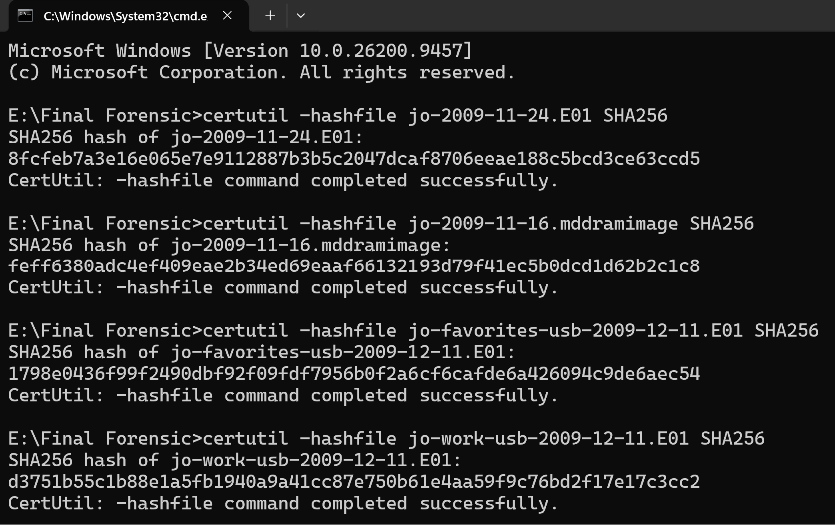 C:\Windows\System32\cmd.e
Microsoft Windows [Version 10.0.26200.9457]
(c) Microsoft Corporation. All rights reserved.
E:\Final Forensic>certutil -hashfile jo-2009-11-24.E01 SHA256
SHA256 hash of jo-2009-11-24.E01:
8fcfeb7a3e16e065e7e9112887b3b5c2047dcaf8706eeae188c5bcd3ce63ccd5
CertUtil: -hashfile command completed successfully.
E:\Final Forensic>certutil -hashfile jo-2009-11-16.mddramimage SHA256
SHA256 hash of jo-2009-11-16.mddramimage:
feff6380adc4ef409eae2b34ed69eaaf66132193d79f41ec5b0dcd1d62b2c1c8
CertUtil: -hashfile command completed successfully.
E:\Final Forensic>certutil -hashfile jo-favorites-usb-2009-12-11.E01 SHA256
SHA256 hash of jo-favorites-usb-2009-12-11.E01:
1798e0436f99f2490dbf92f09fdf7956b0f2a6cf6cafde6a426094c9de6aec54
CertUtil: -hashfile command completed successfully.
E:\Final Forensic>certutil -hashfile jo-work-usb-2009-12-11.E01 SHA256
SHA256 hash of jo-work-usb-2009-12-11.E01:
d3751b55c1b88e1a5fb1940a9a41cc87e750b61e4aa59f9c76bd2f17e17c3cc2
CertUtil: -hashfile command completed successfully.